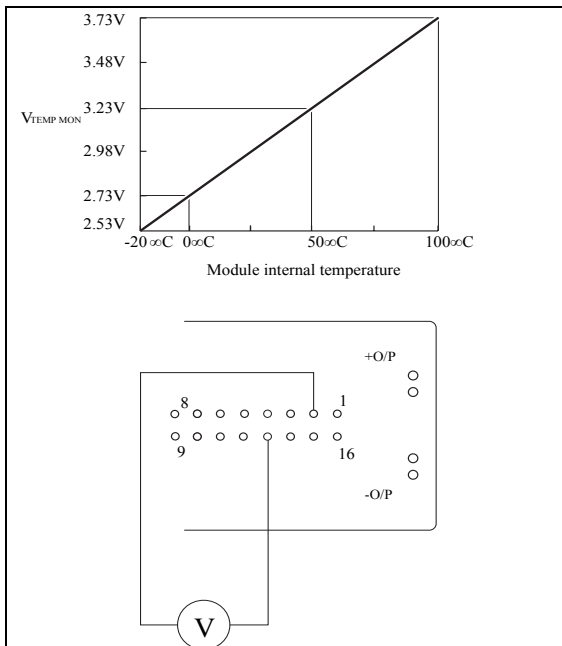 3.73V
3.48V
3.23V
VTEMP MON
2.98V
2.73V
2.53V
-20 ∞C 0∞C 50∞C 100∞C
Module internal temperature
+O/P
8 1
9 16
-O/P
V